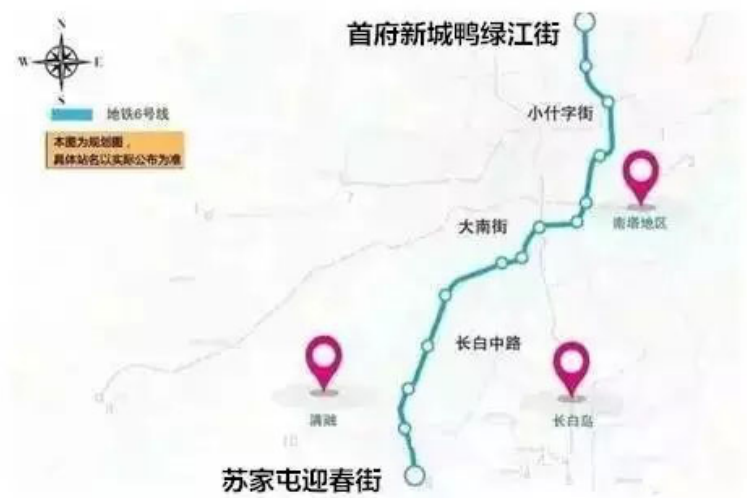 首府新城鸭绿江街
N
W
E
S
地铁6号线
小什字街
本图为规划图，
具体站名以实际公布为准
南塔地区
大南街
长白中路
满融
长白岛
苏家屯迎春街